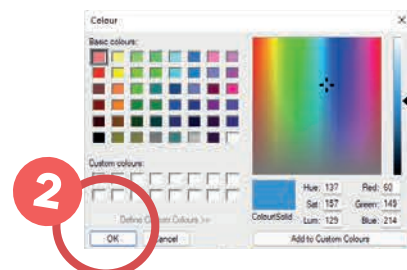 Colour
Basic colours:
Custom colours:
Define Custom Colours >>
OK
Cancel
Colour|Solid
Hue: 137
Sat: 157
Lum: 129
Red: 60
Green: 149
Blue: 214
Add to Custom Colours
2